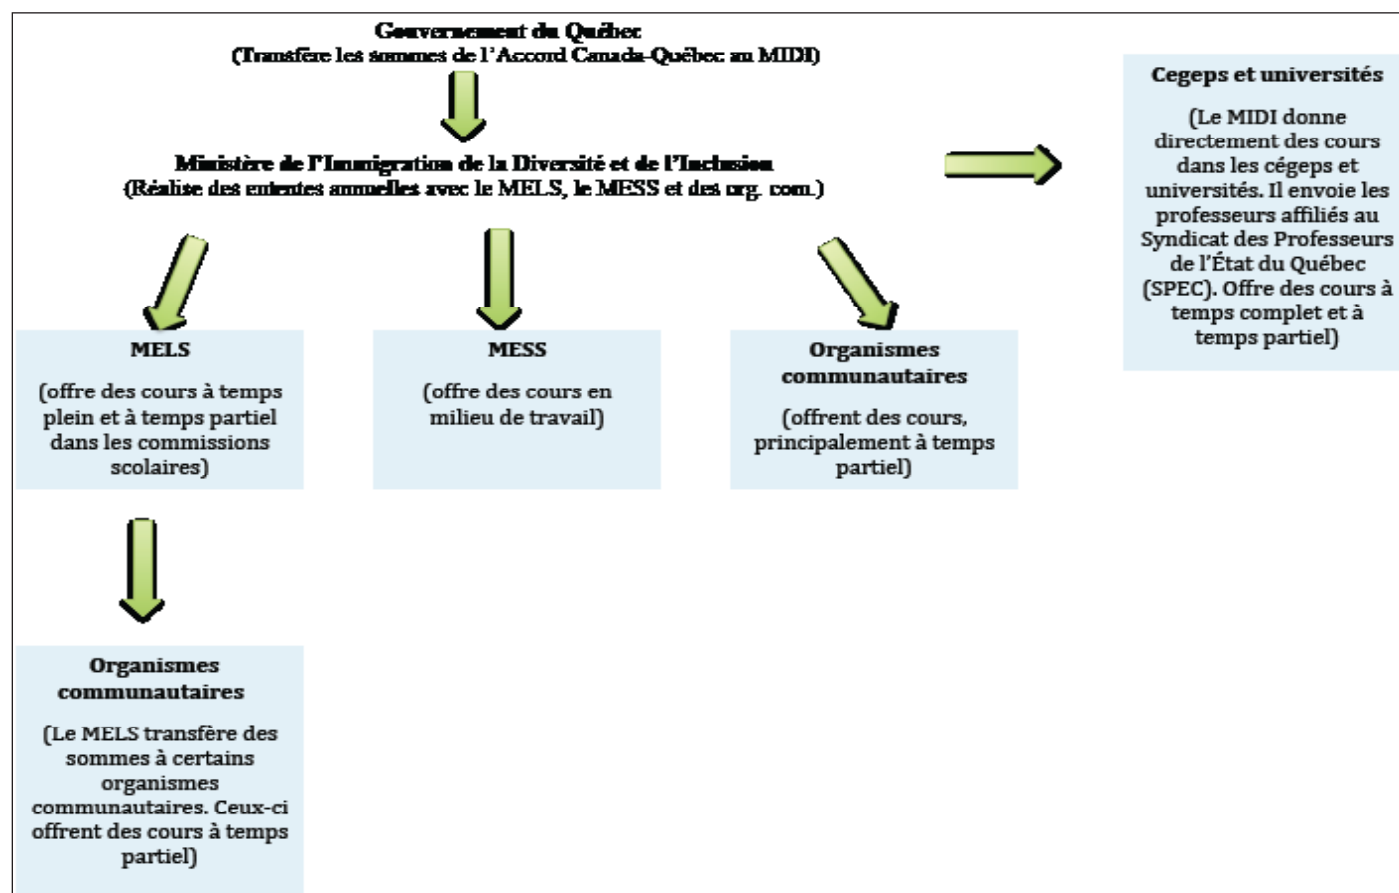 Gouvernement du Québec
(Transfère les sommes de l'Accord Canada-Québec au MIDI)
Ministère de l'Immigration de la Diversité et de l'Inclusion
(Réalise des ententes annuelles avec le MELS, le MESS et des org. com.)
Cegeps et universités
(Le MIDI donne
directement des cours
dans les cégeps et
universités. Il envoie les
professeurs affiliés au
Syndicat des Professeurs
de l'État du Québec
(SPEC). Offre des cours à
temps complet et à
temps partiel)
MELS
(offre des cours à temps
plein et à temps partiel
dans les commissions
scolaires)
MESS
(offre des cours en
milieu de travail)
Organismes
communautaires
(offrent des cours,
principalement à temps
partiel)
Organismes
communautaires
(Le MELS transfère des
sommes à certains
organismes
communautaires. Ceux-ci
offrent des cours à temps
partiel)